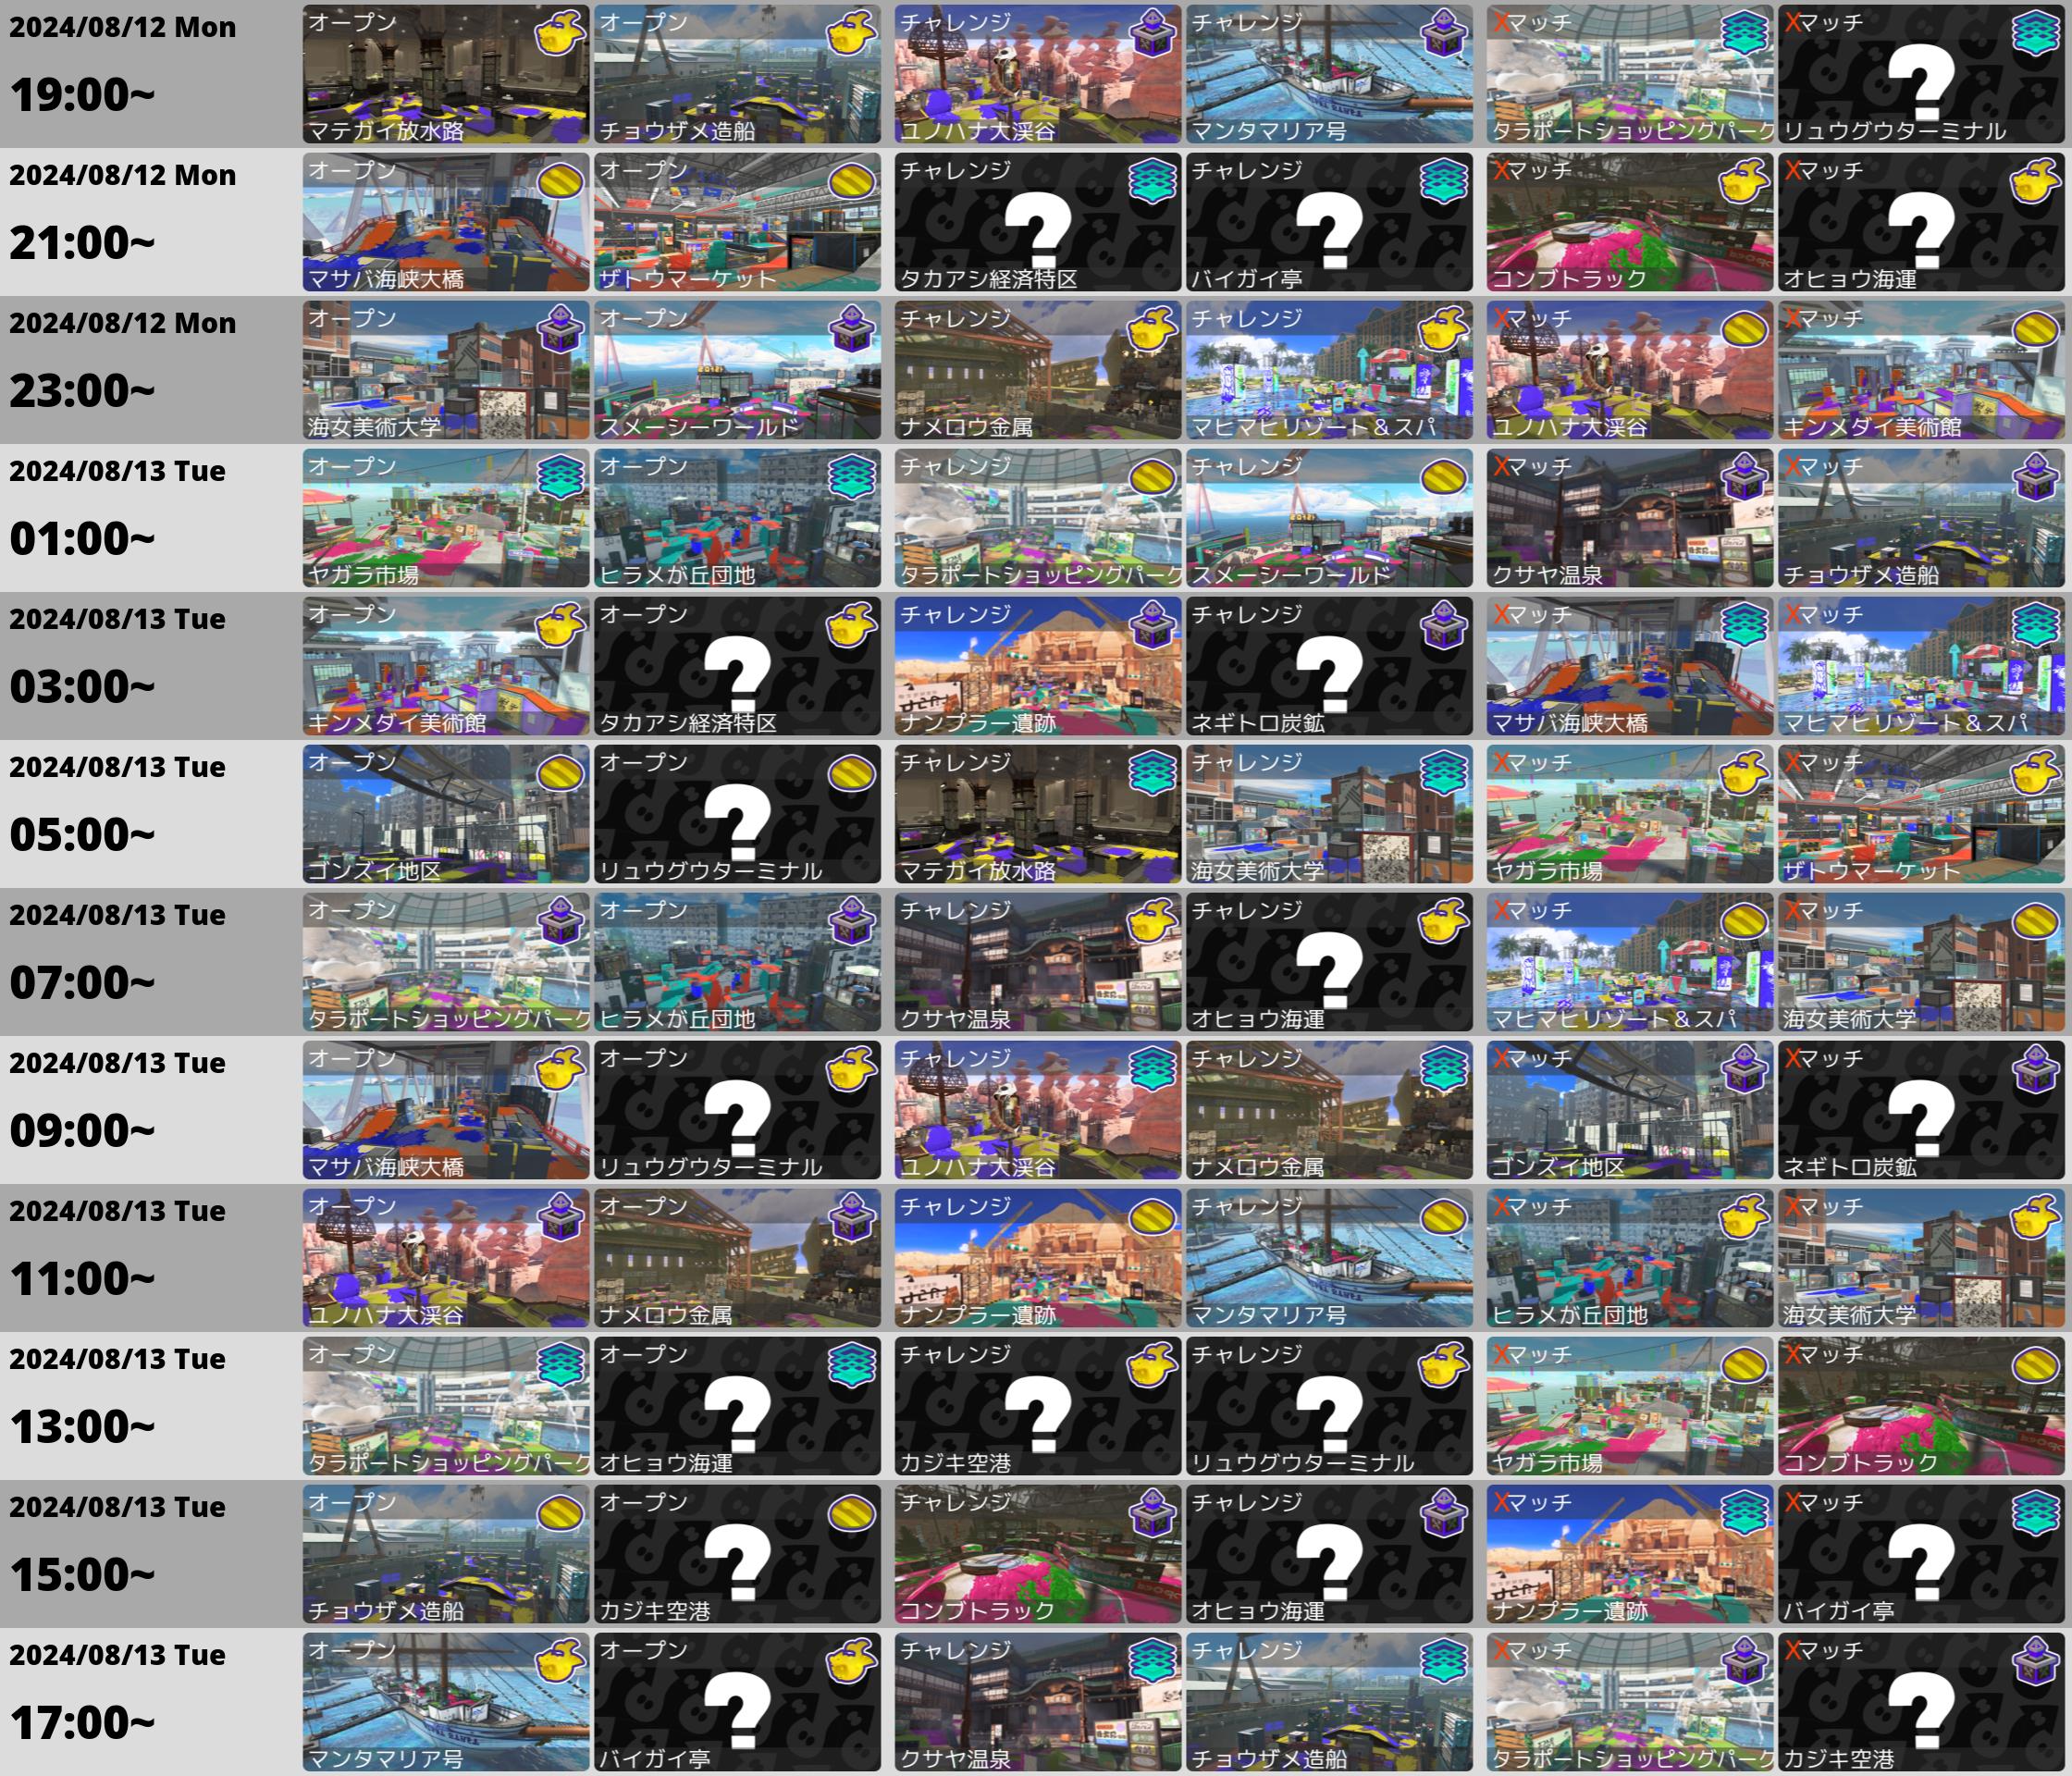 2024/08/12 Mon
19:00~
オープン
マテガイ放水路
オープン
チョウザメ造船
チャレンジ
ユノハナ大渓谷
チャレンジ
マンタマリア号
Xマッチ
タラポートショッピングパーク
Xマッチ
リュウグウターミナル
2024/08/12 Mon
21:00~
オープン
マサバ海峡大橋
オープン
ザトウマーケット
チャレンジ
タカアシ経済特区
チャレンジ
バイガイ亭
Xマッチ
コンブトラック
Xマッチ
オヒョウ海運
2024/08/12 Mon
23:00~
オープン
海女美術大学
オープン
スメーシーワールド
チャレンジ
ナメロウ金属
チャレンジ
マヒマヒリゾート＆スパ
Xマッチ
ユノハナ大渓谷
Xマッチ
キンメダイ美術館
2024/08/13 Tue
01:00~
オープン
ヤガラ市場
オープン
ヒラメが丘団地
チャレンジ
タラポートショッピングパーク
チャレンジ
スメーシーワールド
Xマッチ
クサヤ温泉
Xマッチ
チョウザメ造船
2024/08/13 Tue
03:00~
オープン
キンメダイ美術館
オープン
タカアシ経済特区
チャレンジ
ナンプラー遺跡
チャレンジ
ネギトロ炭鉱
Xマッチ
マサバ海峡大橋
Xマッチ
マヒマヒリゾート＆スパ
2024/08/13 Tue
05:00~
オープン
ゴンズイ地区
オープン
リュウグウターミナル
チャレンジ
マテガイ放水路
チャレンジ
海女美術大学
Xマッチ
ヤガラ市場
Xマッチ
ザトウマーケット
2024/08/13 Tue
07:00~
オープン
タラポートショッピングパーク
オープン
ヒラメが丘団地
チャレンジ
クサヤ温泉
チャレンジ
オヒョウ海運
Xマッチ
マヒマヒリゾート＆スパ
Xマッチ
海女美術大学
2024/08/13 Tue
09:00~
オープン
マサバ海峡大橋
オープン
リュウグウターミナル
チャレンジ
ユノハナ大渓谷
チャレンジ
ナメロウ金属
Xマッチ
ゴンズイ地区
Xマッチ
ネギトロ炭鉱
2024/08/13 Tue
11:00~
オープン
ユノハナ大渓谷
オープン
ナメロウ金属
チャレンジ
ナンプラー遺跡
チャレンジ
マンタマリア号
Xマッチ
ヒラメが丘団地
Xマッチ
海女美術大学
2024/08/13 Tue
13:00~
オープン
タラポートショッピングパーク
オープン
オヒョウ海運
チャレンジ
カジキ空港
チャレンジ
リュウグウターミナル
Xマッチ
ヤガラ市場
Xマッチ
コンブトラック
2024/08/13 Tue
15:00~
オープン
チョウザメ造船
オープン
カジキ空港
チャレンジ
コンブトラック
チャレンジ
オヒョウ海運
Xマッチ
ナンプラー遺跡
Xマッチ
バイガイ亭
2024/08/13 Tue
17:00~
オープン
マンタマリア号
オープン
バイガイ亭
チャレンジ
クサヤ温泉
チャレンジ
チョウザメ造船
Xマッチ
タラポートショッピングパーク
Xマッチ
カジキ空港